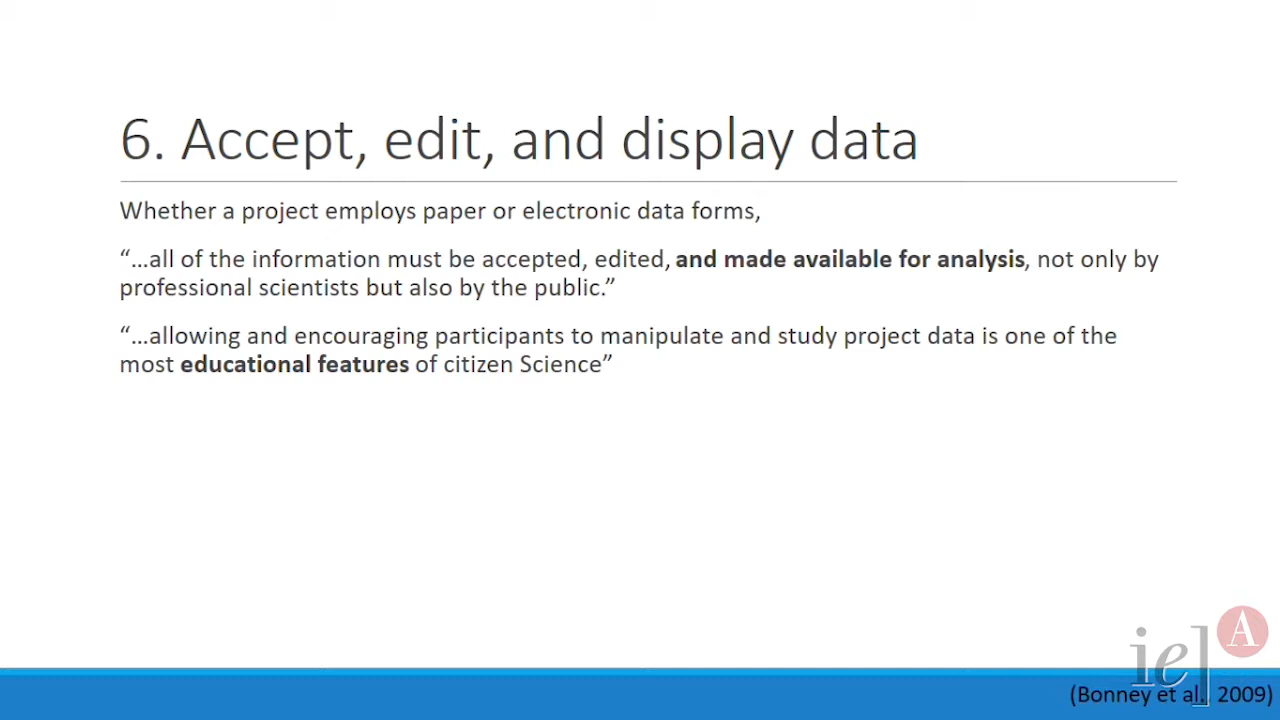 6. Accept, edit, and display data
Whether a project employs paper or electronic data forms,
“…all of the information must be accepted, edited, and made available for analysis, not only by
professional scientists but also by the public.”
“…allowing and encouraging participants to manipulate and study project data is one of the
most educational features of citizen Science”
ie]
A
(Bonney et al., 2009)